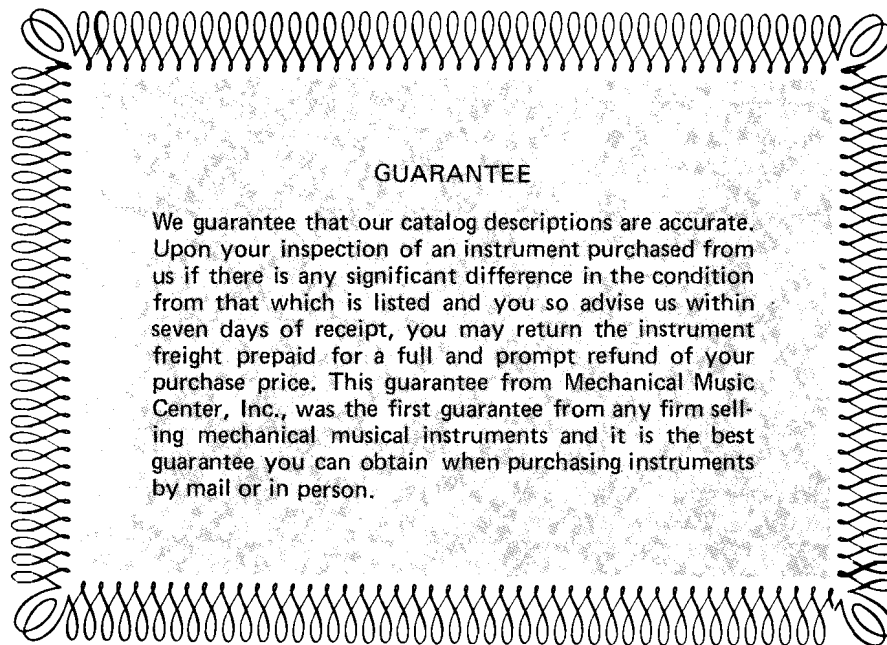 GUARANTEE
We guarantee that our catalog descriptions are accurate.
Upon your inspection of an instrument purchased from
us if there is any significant difference in the condition
from that which is listed and you so advise us within
seven days of receipt, you may return the instrument
freight prepaid for a full and prompt refund of your
purchase price. This guarantee from Mechanical Music
Center, Inc., was the first guarantee from any firm sell-
ing mechanical musical instruments and it is the best
guarantee you can obtain when purchasing instruments
by mail or in person.